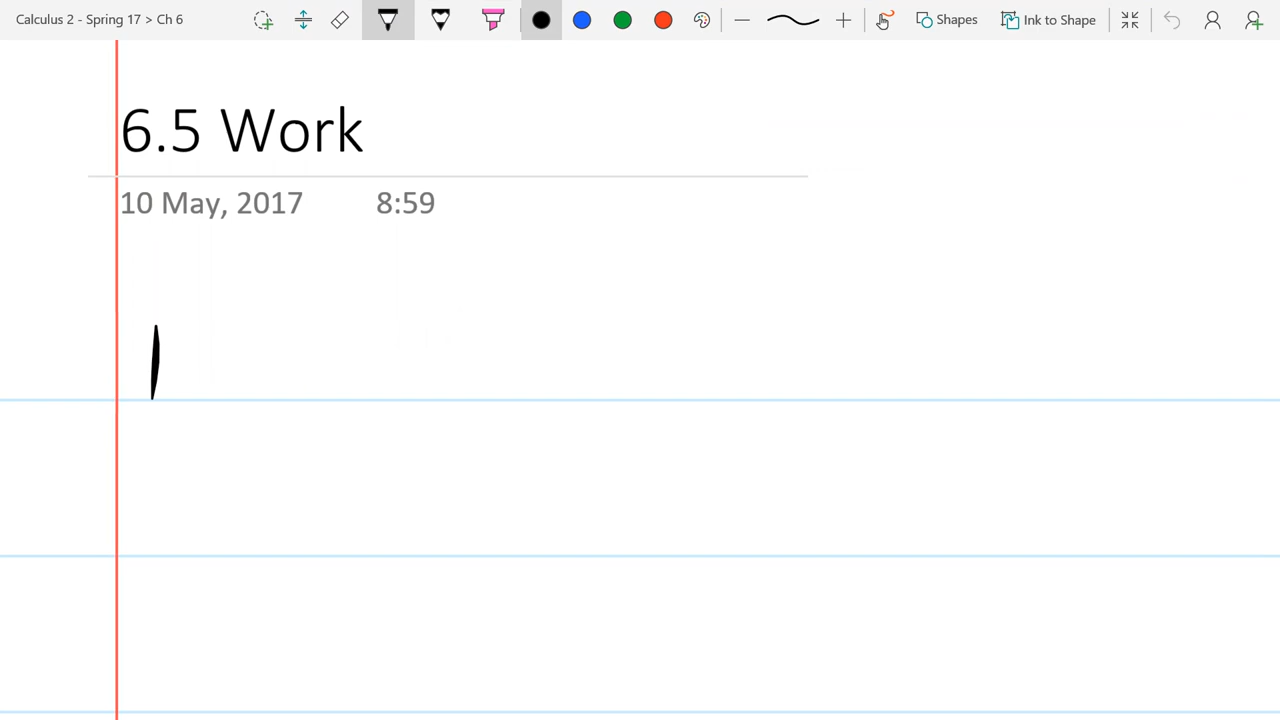 Calculus 2 - Spring 17 > Ch 6
Shapes
Ink to Shape
6.5 Work
10 May, 2017 8:59